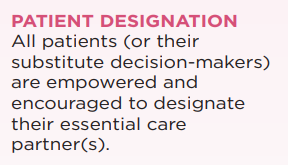 PATIENT DESIGNATION
All patients (or their
substitute decision-makers)
are empowered and
encouraged to designate
their essential care
partner(s).